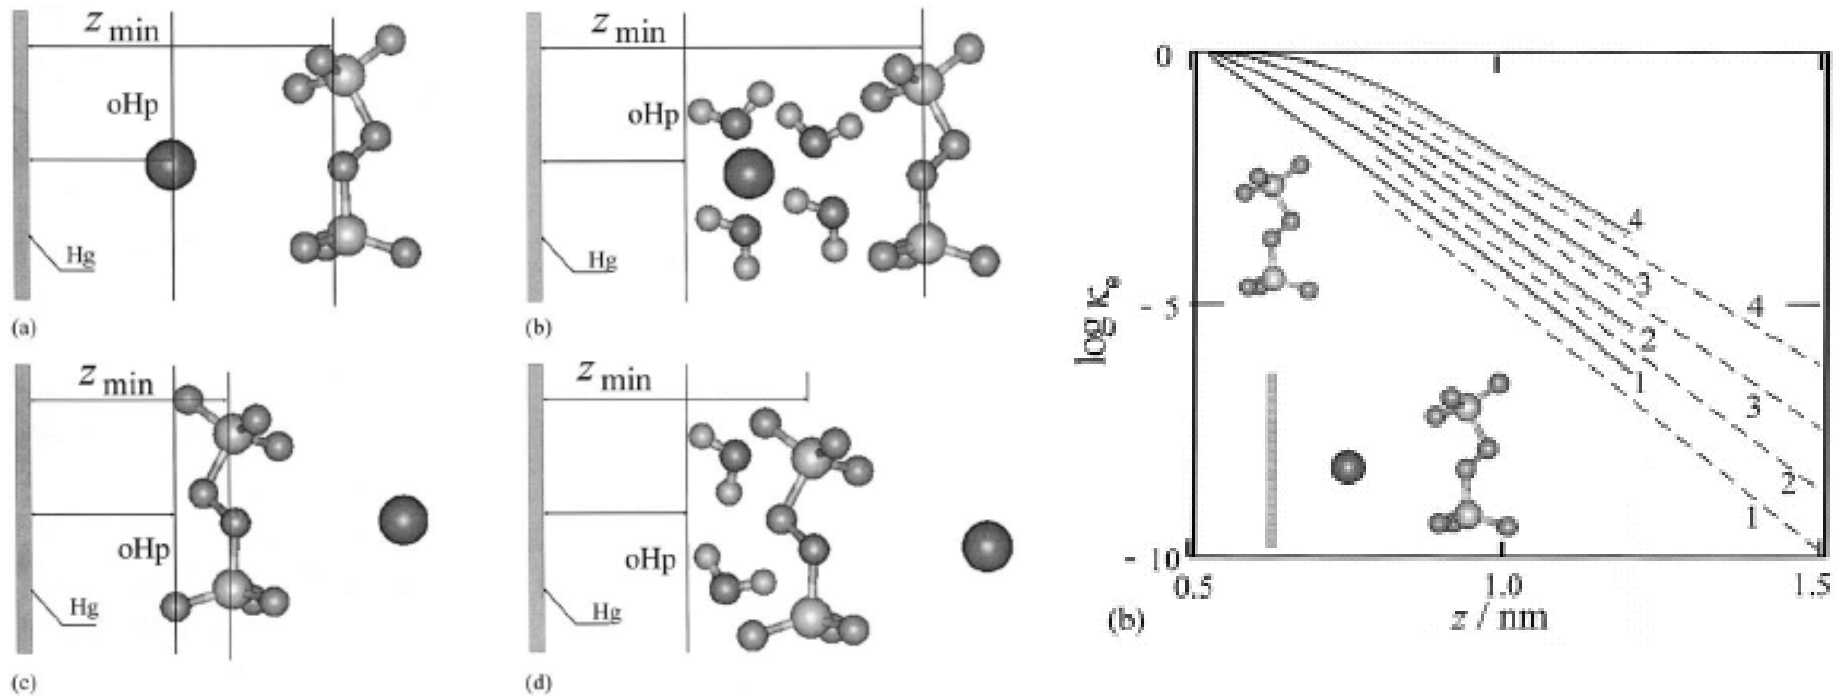 z min
oHp
Hg
(a)
z min
oHp
Hg
(b)
z min
oHp
Hg
(c)
z min
oHp
Hg
(d)
0
- 5
- 10
log κe
4
3
2
1
4
3
2
1
0.5
1.0
1.5
z / nm
(b)